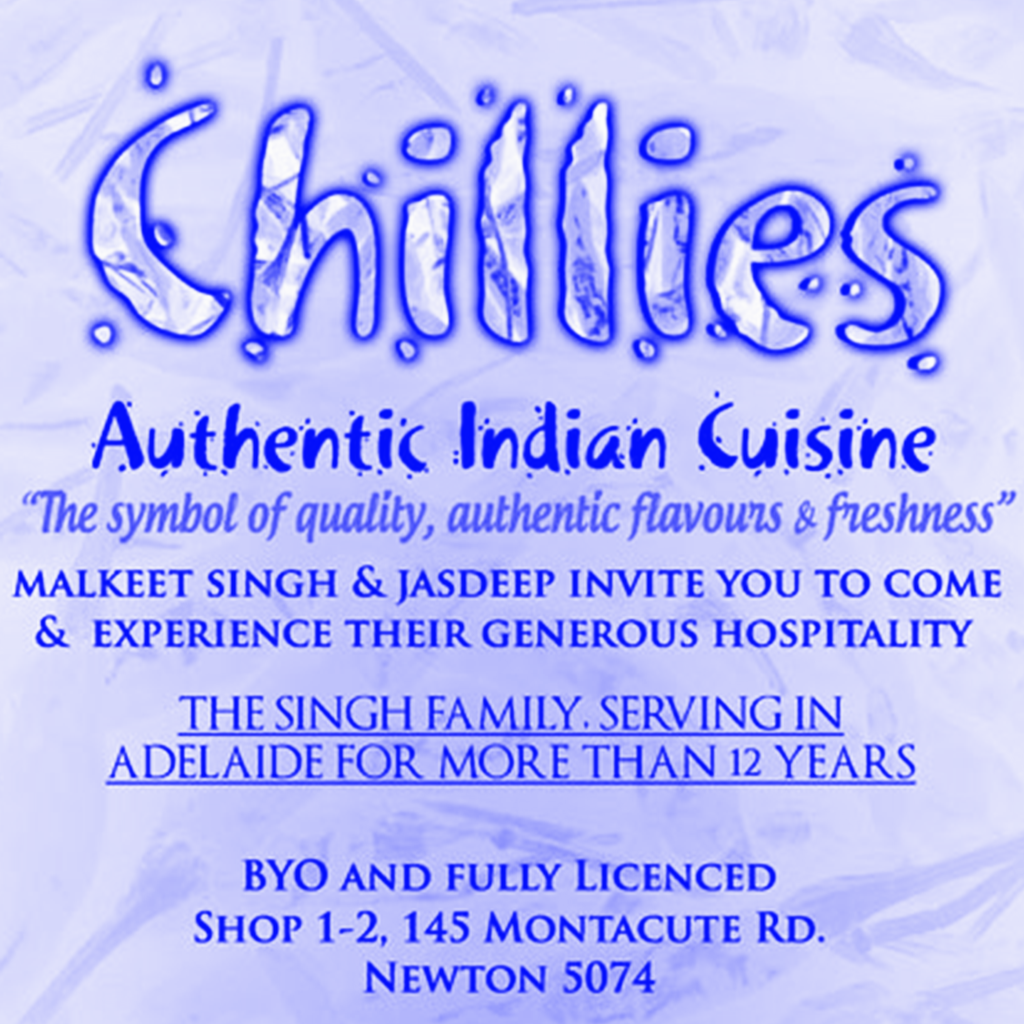 Chillies
Authentic Indian Cuisine
“The symbol of quality, authentic flavours & freshness”
MALKEET SINGH & JASDEEP INVITE YOU TO COME
& EXPERIENCE THEIR GENEROUS HOSPITALITY
THE SINGH FAMILY. SERVING IN
ADELAIDE FOR MORE THAN 12 YEARS
BYO AND FULLY LICENCED
SHOP 1-2, 145 MONTACUTE RD.
NEWTON 5074